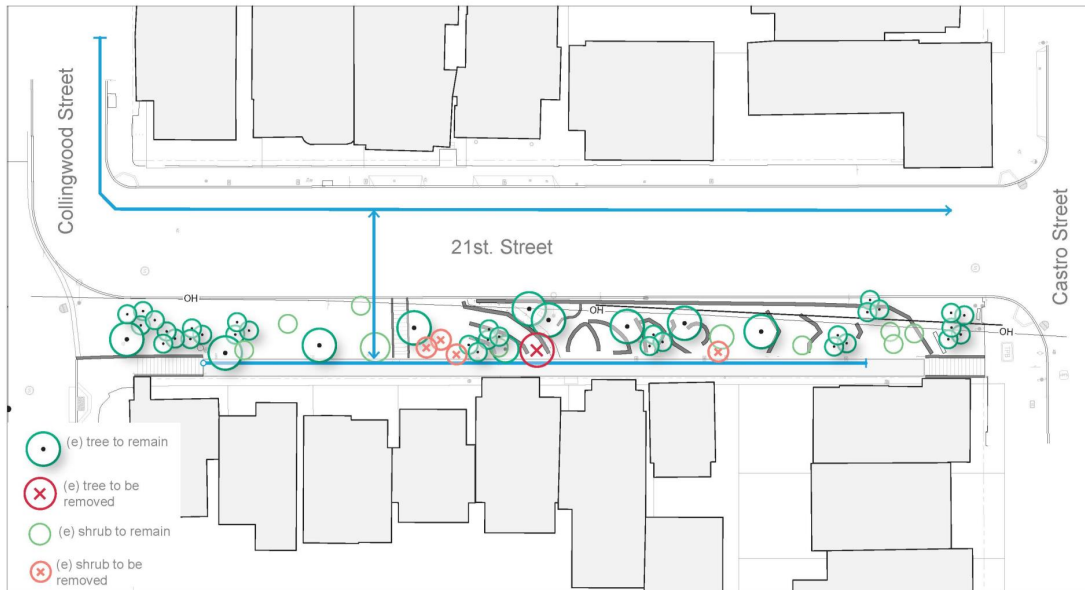 Collingwood Street
21st. Street
Castro Street
OH
OH
OH
(e) tree to remain
(e) tree to be
removed
(e) shrub to remain
(e) shrub to be
removed